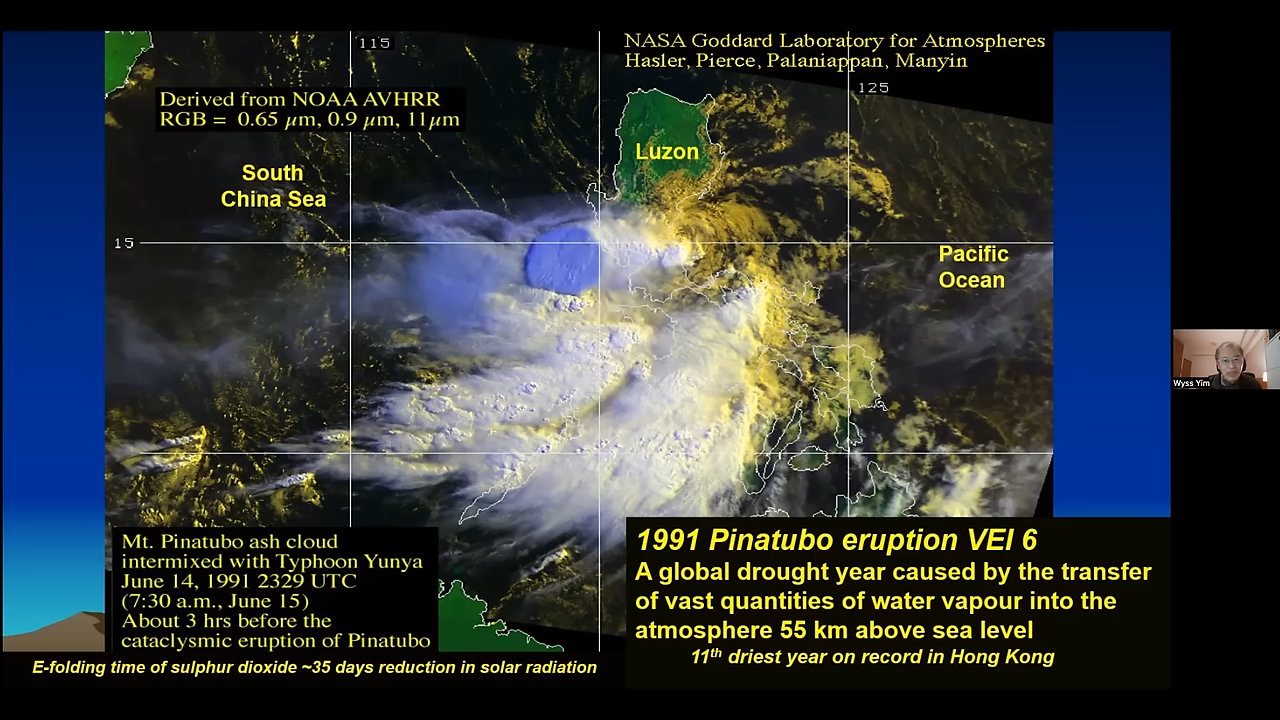 115
NASA Goddard Laboratory for Atmospheres
Hasler, Pierce, Palaniappan, Manyin
125
Derived from NOAA AVHRR
RGB = 0.65 µm, 0.9 µm, 11µm
Luzon
South
China Sea
15
Pacific
Ocean
Wyss Yim
Mt. Pinatubo ash cloud
intermixed with Typhoon Yunya
June 14, 1991 2329 UTC
(7:30 a.m., June 15)
About 3 hrs before the
cataclysmic eruption of Pinatubo
1991 Pinatubo eruption VEI 6
A global drought year caused by the transfer
of vast quantities of water vapour into the
atmosphere 55 km above sea level
11th driest year on record in Hong Kong
E-folding time of sulphur dioxide ~35 days reduction in solar radiation